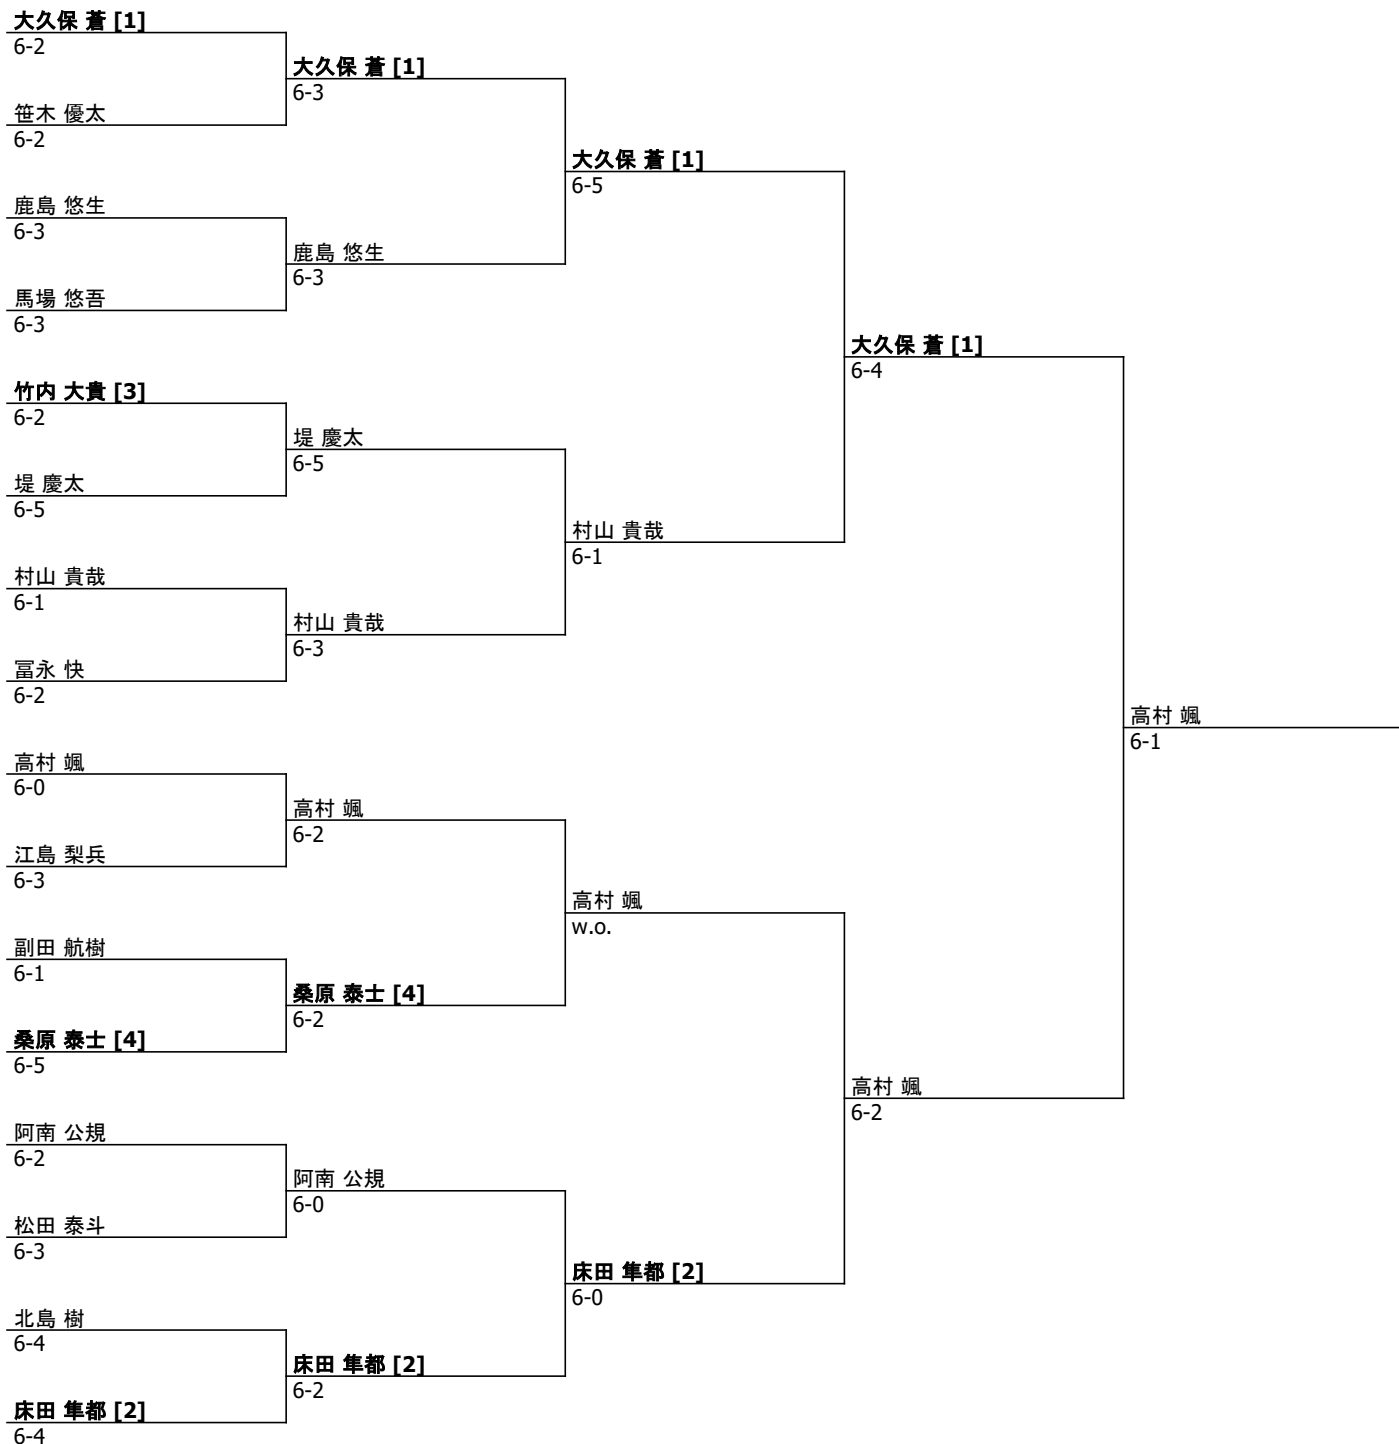 大久保 蒼 [1]
6-2
笹木 優太
6-2
鹿島 悠生
6-3
馬場 悠吾
6-3
竹内 大貴 [3]
6-2
堤 慶太
6-5
村山 貴哉
6-1
冨永 快
6-2
高村 颯
6-0
江島 梨兵
6-3
副田 航樹
6-1
桑原 泰士 [4]
6-5
阿南 公規
6-2
松田 泰斗
6-3
北島 樹
6-4
床田 隼都 [2]
6-4
大久保 蒼 [1]
6-3
鹿島 悠生
6-3
堤 慶太
6-5
村山 貴哉
6-3
高村 颯
6-2
桑原 泰士 [4]
6-2
阿南 公規
6-0
床田 隼都 [2]
6-2
大久保 蒼 [1]
6-5
村山 貴哉
6-1
高村 颯
w.o.
床田 隼都 [2]
6-0
大久保 蒼 [1]
6-4
高村 颯
6-2
高村 颯
6-1